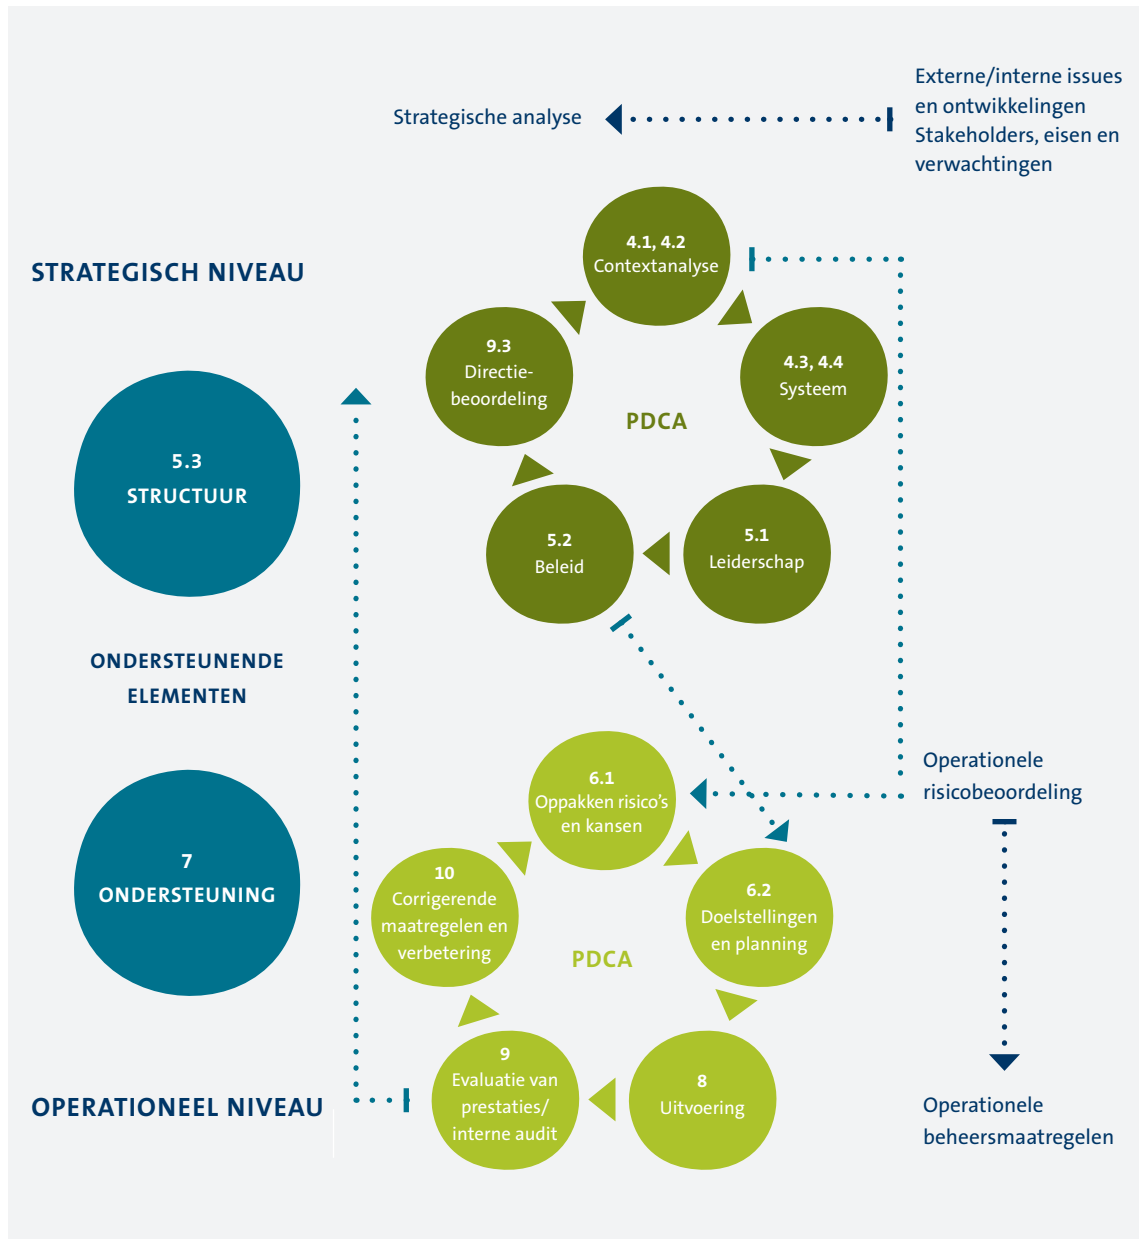 Strategische analyse
Externe/interne issues
en ontwikkelingen
Stakeholders, eisen en
verwachtingen
STRATEGISCH NIVEAU
4.1, 4.2
Contextanalyse
9.3
Directie-
beoordeling
4.3, 4.4
Systeem
PDCA
5.2
Beleid
5.1
Leiderschap
5.3
STRUCTUUR
ONDERSTEUNENDE
ELEMENTEN
7
ONDERSTEUNING
6.1
Oppakken risico's
en kansen
Operationele
risicobeoordeling
10
Corrigerende
maatregelen en
verbetering
6.2
Doelstellingen
en planning
PDCA
9
Evaluatie van
prestaties/
interne audit
8
Uitvoering
OPERATIONEEL NIVEAU
Operationele
beheersmaatregelen